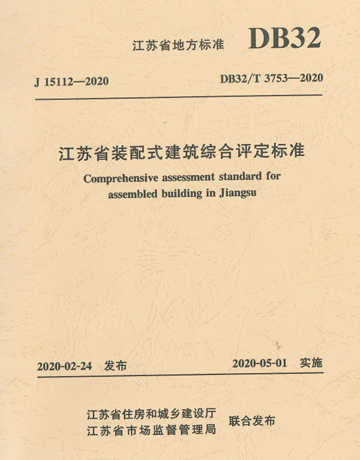 江苏省地方标准 DB32
J 15112—2020 DB32/T 3753—2020
江苏省装配式建筑综合评定标准
Comprehensive assessment standard for
assembled building in Jiangsu
2020-02-24 发布 2020-05-01 实施
江苏省住房和城乡建设厅
江苏省市场监督管理局
联合发布